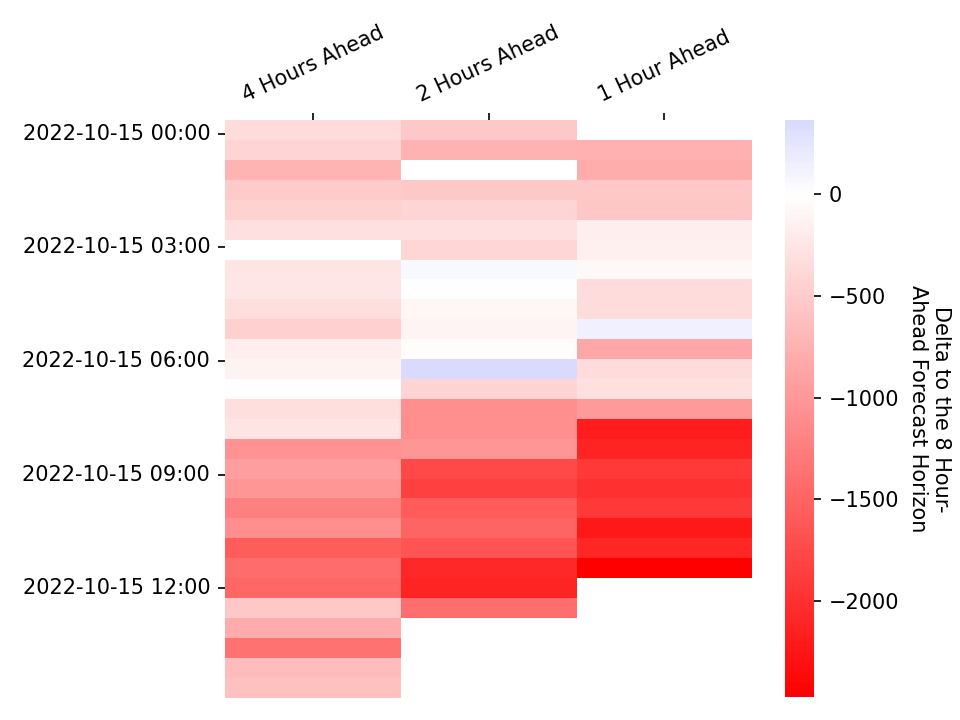 4 Hours Ahead
2 Hours Ahead
1 Hour Ahead
2022-10-15 00:00
2022-10-15 03:00
2022-10-15 06:00
2022-10-15 09:00
2022-10-15 12:00
0
−500
−1000
−1500
−2000
Delta to the 8 Hour-
Ahead Forecast Horizon